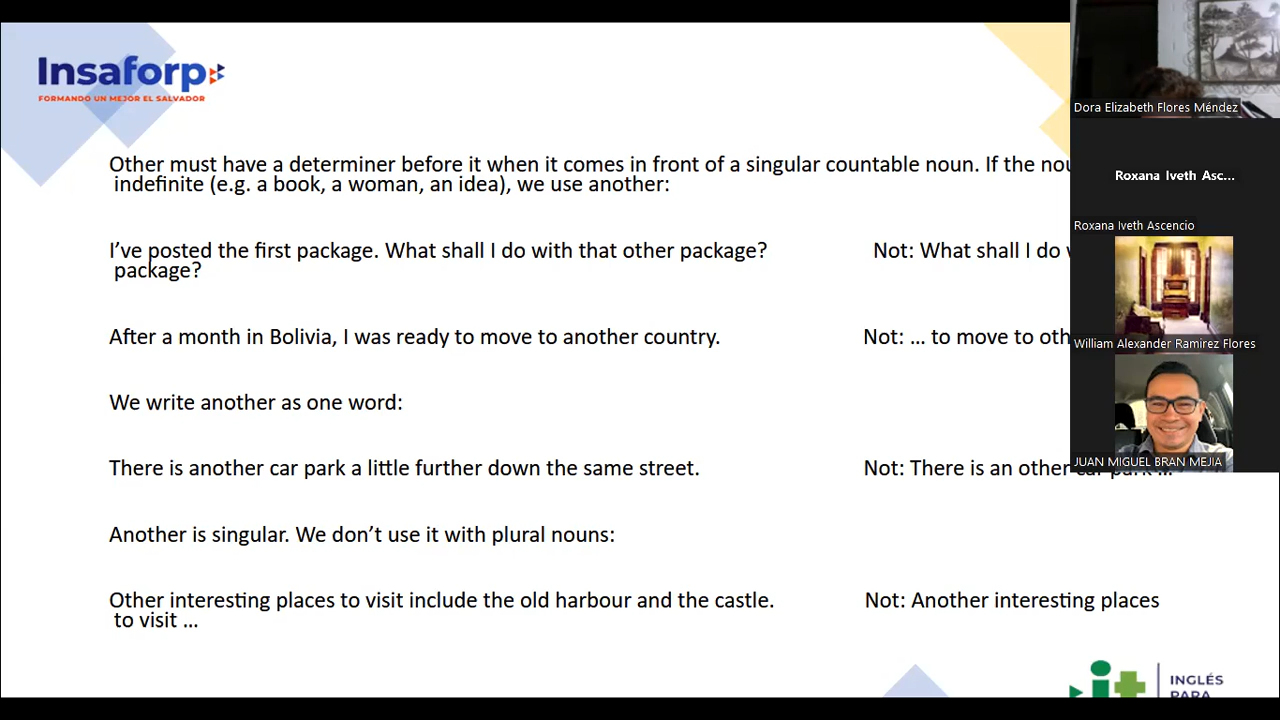 Insaforp
FORMANDO UN MEJOR EL SALVADOR
Other must have a determiner before it when it comes in front of a singular countable noun. If the
indefinite (e.g. a book, a woman, an idea), we use another:
I’ve posted the first package. What shall I do with that other package? Not: What shall I do
package?
After a month in Bolivia, I was ready to move to another country. Not: … to move to
We write another as one word:
There is another car park a little further down the same street. Not: There is an other car park …
Another is singular. We don’t use it with plural nouns:
Other interesting places to visit include the old harbour and the castle. Not: Another interesting places
to visit …
INGLÉS
PARA
Dora Elizabeth Flores Méndez
Roxana Iveth Asc...
Roxana Iveth Ascencio
William Alexander Ramirez Flores
JUAN MIGUEL BRAN MEJIA